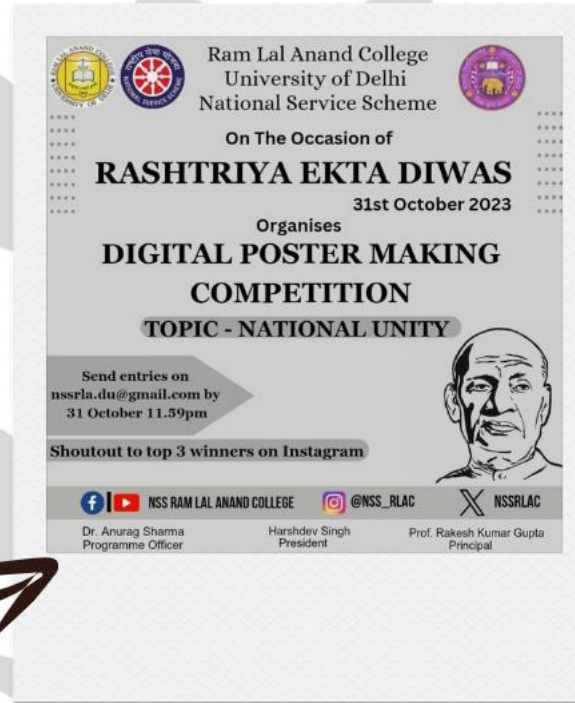 Ram Lal Anand College
University of Delhi
National Service Scheme
On The Occasion of
RASHTRIYA EKTA DIWAS
31st October 2023
Organises
DIGITAL POSTER MAKING
COMPETITION
TOPIC - NATIONAL UNITY
Send entries on
nssrla.du@gmail.com by
31 October 11.59pm
Shoutout to top 3 winners on Instagram
NSS RAM LAL ANAND COLLEGE @NSS_RLAC NSSRLAC
Dr. Anurag Sharma Harshdev Singh Prof. Rakesh Kumar Gupta
Programme Officer President Principal